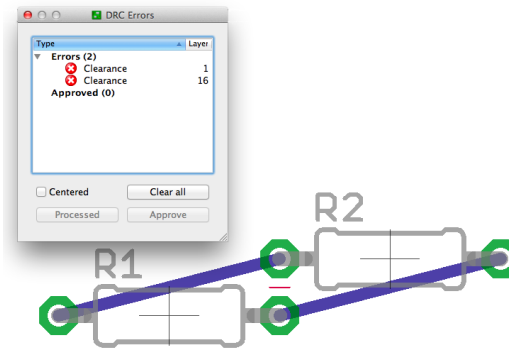 DRC Errors
Type Layer
Errors (2)
Clearance 1
Clearance 16
Approved (0)
Centered Clear all
Processed Approve
R2
R1